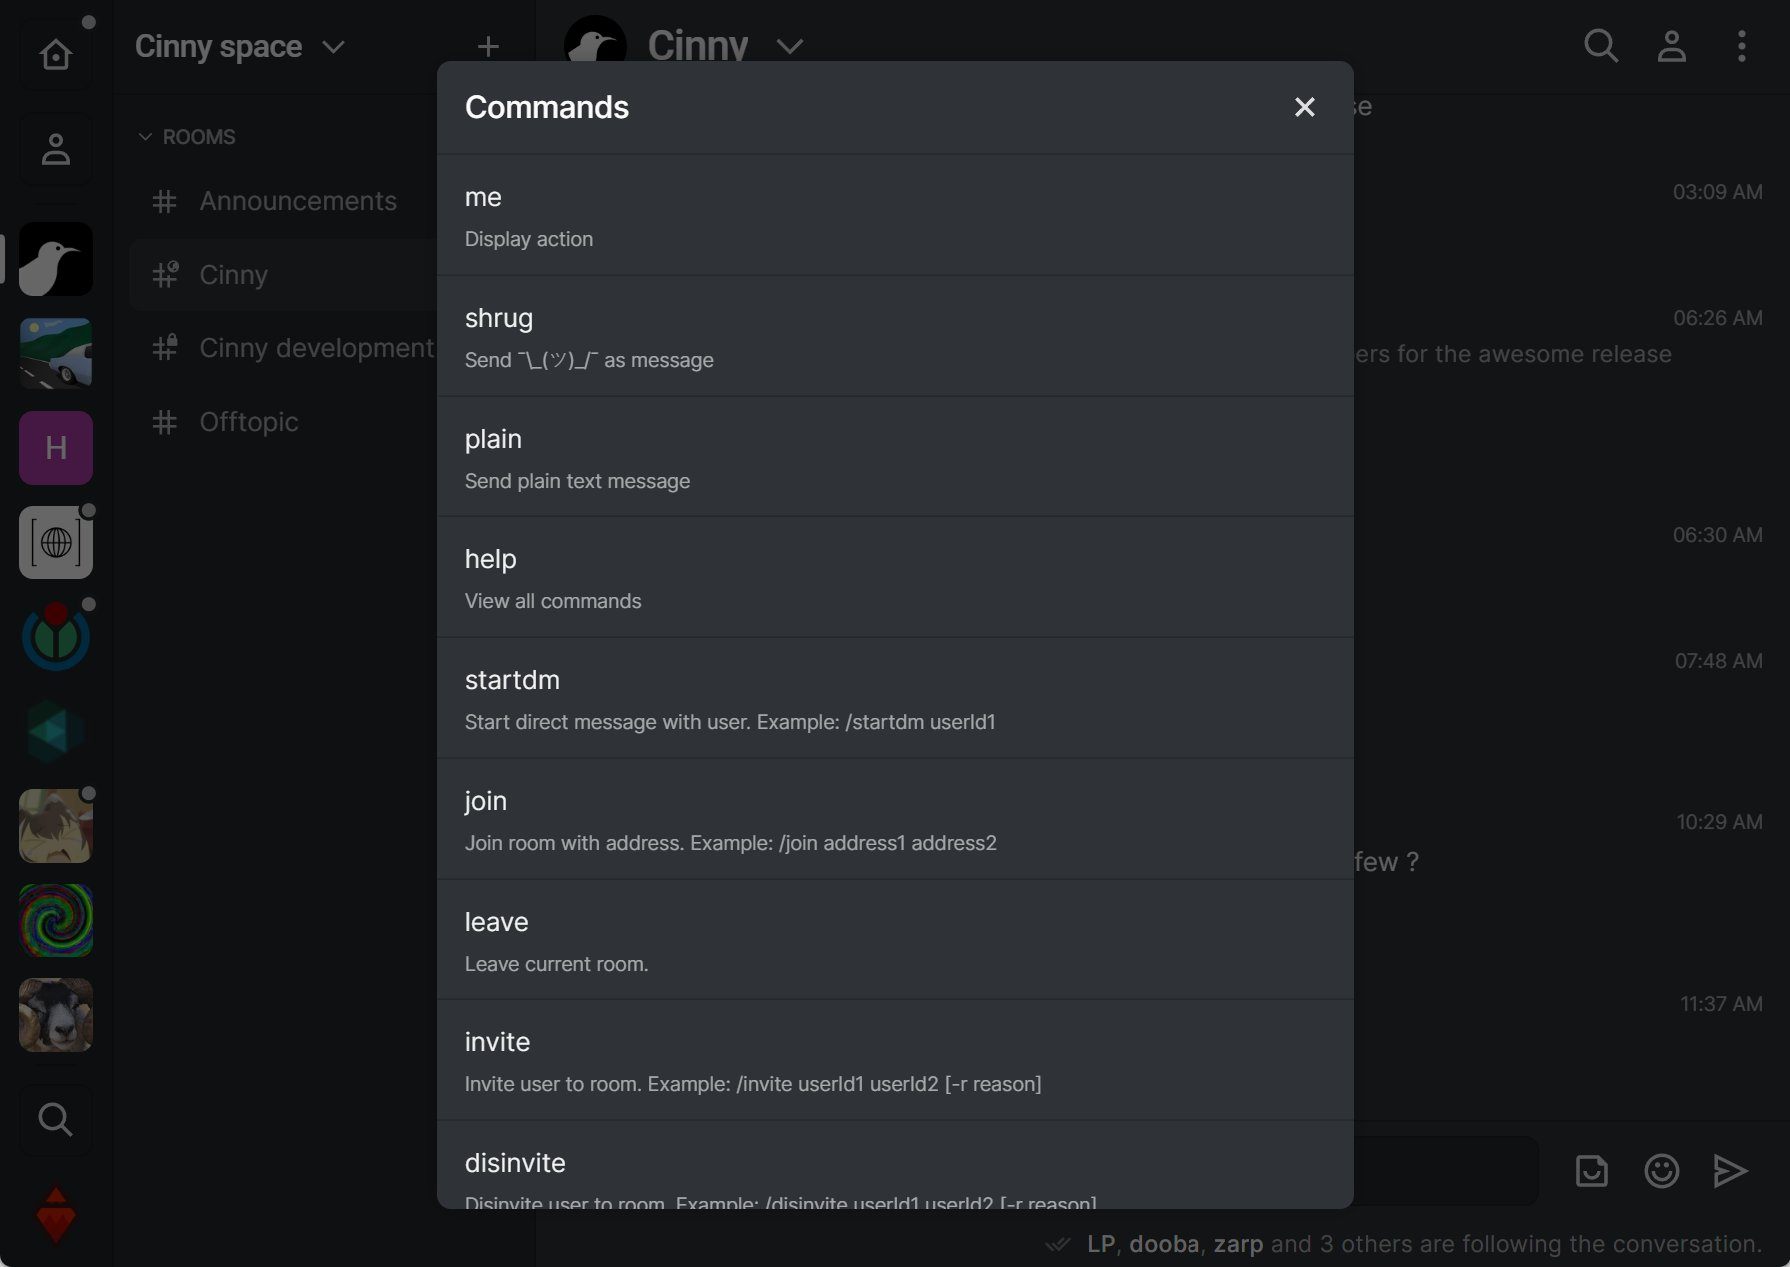 Cinny space
ROOMS
Announcements
Cinny
Cinny development
Offtopic
H
Cinny
Commands
me
Display action
shrug
Send ¯\_(ツ)_/¯ as message
plain
Send plain text message
help
View all commands
startdm
Start direct message with user. Example: /startdm userId1
join
Join room with address. Example: /join address1 address2
leave
Leave current room.
invite
Invite user to room. Example: /invite userId1 userId2 [-r reason]
disinvite
Disinvite user to room. Example: /disinvite userId1 userId2 [-r reason]
03:09 AM
06:26 AM
for the awesome release
06:30 AM
07:48 AM
10:29 AM
few ?
11:37 AM
LP, dooba, zarp and 3 others are following the conversation.